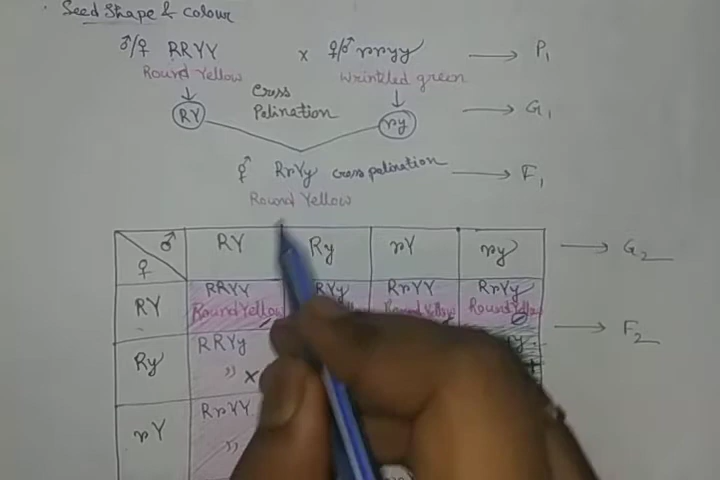 Seed Shape & colour
♂/♀ RRYY x ♀/♂ rryy → P1
Round Yellow Wrinkled green
Cross
RY Polination ry → G1
♂♀ RrYy cross polination → F1
Round Yellow
♂ RY Ry rY ry → G2
♀
RY RRYY RrYY RrYy → F2
Round Yellow Round Yellow Round Yellow
Ry RRYy
" x
rY RrYY
"